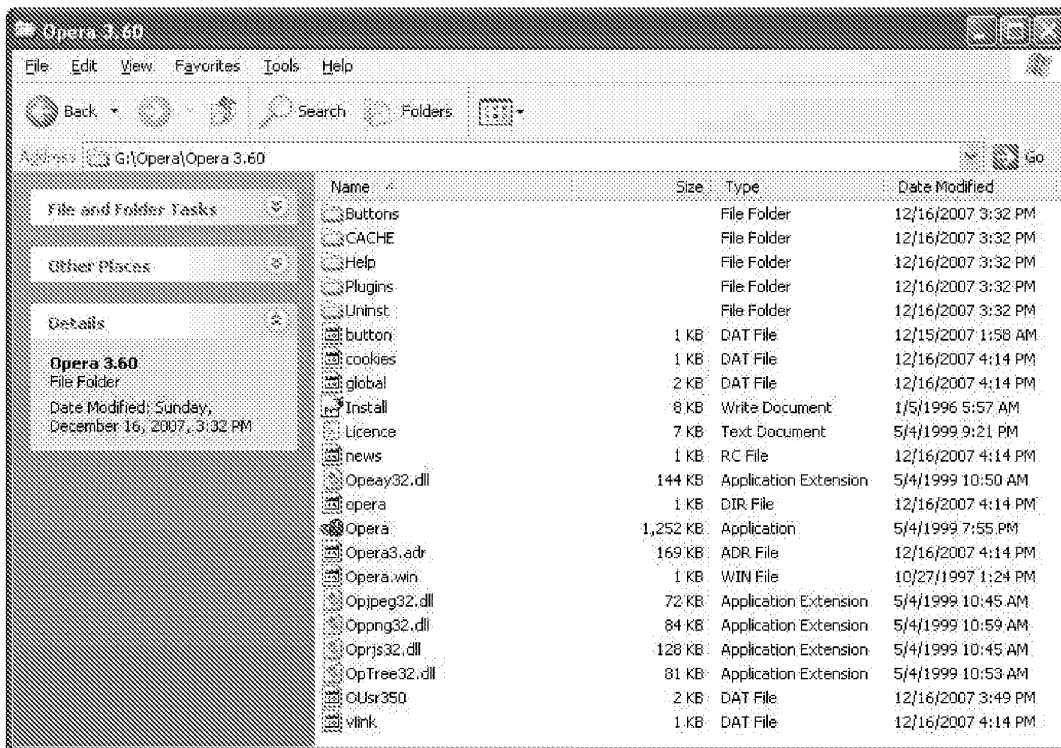 Opera 3.60
File Edit View Favorites Tools Help
Back Search Folders
Address G:\Opera\Opera 3.60 Go
Name Size Type Date Modified
File and Folder Tasks
Other Places
Details
Opera 3.60
File Folder
Date Modified: Sunday,
December 16, 2007, 3:32 PM
Buttons File Folder 12/16/2007 3:32 PM
CACHE File Folder 12/16/2007 3:32 PM
Help File Folder 12/16/2007 3:32 PM
Plugins File Folder 12/16/2007 3:32 PM
Uninst File Folder 12/16/2007 3:32 PM
button 1 KB DAT File 12/15/2007 1:58 AM
cookies 1 KB DAT File 12/16/2007 4:14 PM
global 2 KB DAT File 12/16/2007 4:14 PM
Install 8 KB Write Document 1/5/1996 5:57 AM
Licence 7 KB Text Document 5/4/1999 9:21 PM
news 1 KB RC File 12/16/2007 4:14 PM
Opeay32.dll 144 KB Application Extension 5/4/1999 10:50 AM
opera 1 KB DIR File 12/16/2007 4:14 PM
Opera 1,252 KB Application 5/4/1999 7:55 PM
Opera3.adr 169 KB ADR File 12/16/2007 4:14 PM
Opera.win 1 KB WIN File 10/27/1997 1:24 PM
Opjpeg32.dll 72 KB Application Extension 5/4/1999 10:45 AM
Oppng32.dll 84 KB Application Extension 5/4/1999 10:59 AM
Oprjs32.dll 128 KB Application Extension 5/4/1999 10:45 AM
OpTree32.dll 81 KB Application Extension 5/4/1999 10:53 AM
OUsr350 2 KB DAT File 12/16/2007 3:49 PM
vlink 1 KB DAT File 12/16/2007 4:14 PM